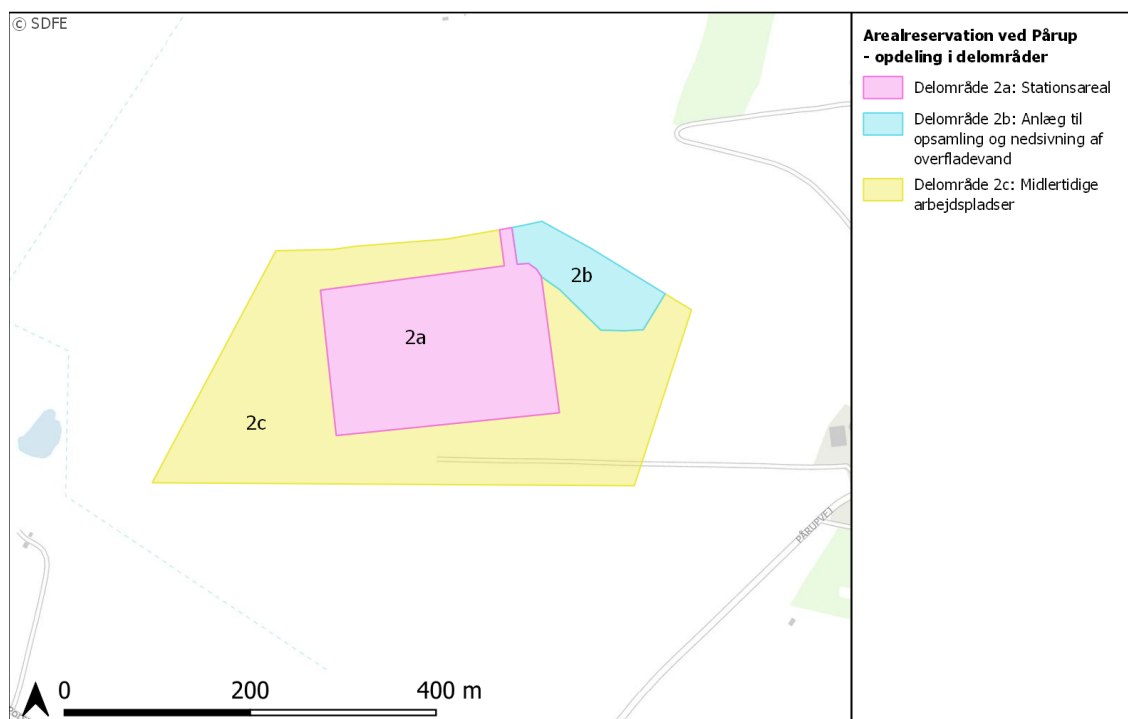 © SDFE
Arealreservation ved Pårup
- opdeling i delområder
Delområde 2a: Stationsareal
Delområde 2b: Anlæg til
opsamling og nedsivning af
overfladevand
Delområde 2c: Midlertidige
arbejdspladser
2b
2a
2c
PÅRUPVEJ
0 200 400 m